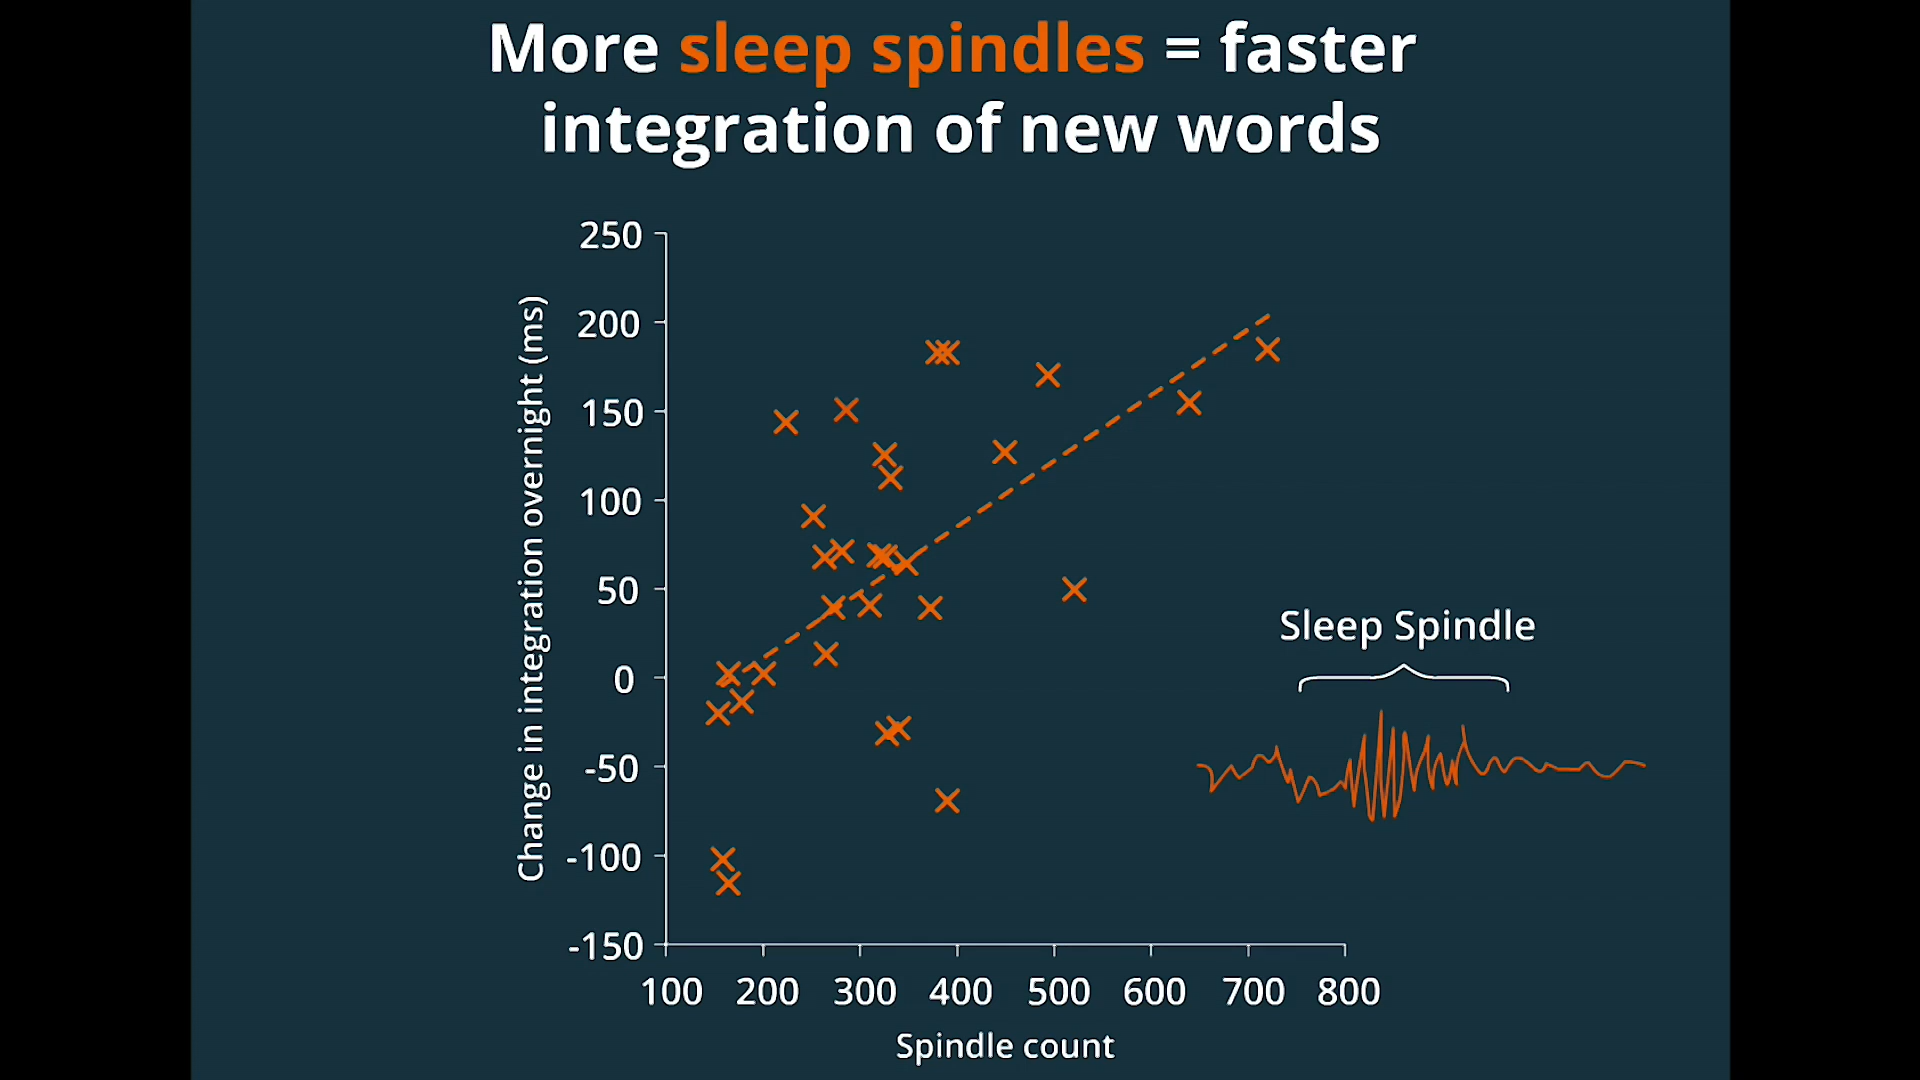 More sleep spindles = faster
integration of new words
Change in integration overnight (ms)
250
200
150
100
50
0
-50
-100
-150
100 200 300 400 500 600 700 800
Spindle count
Sleep Spindle